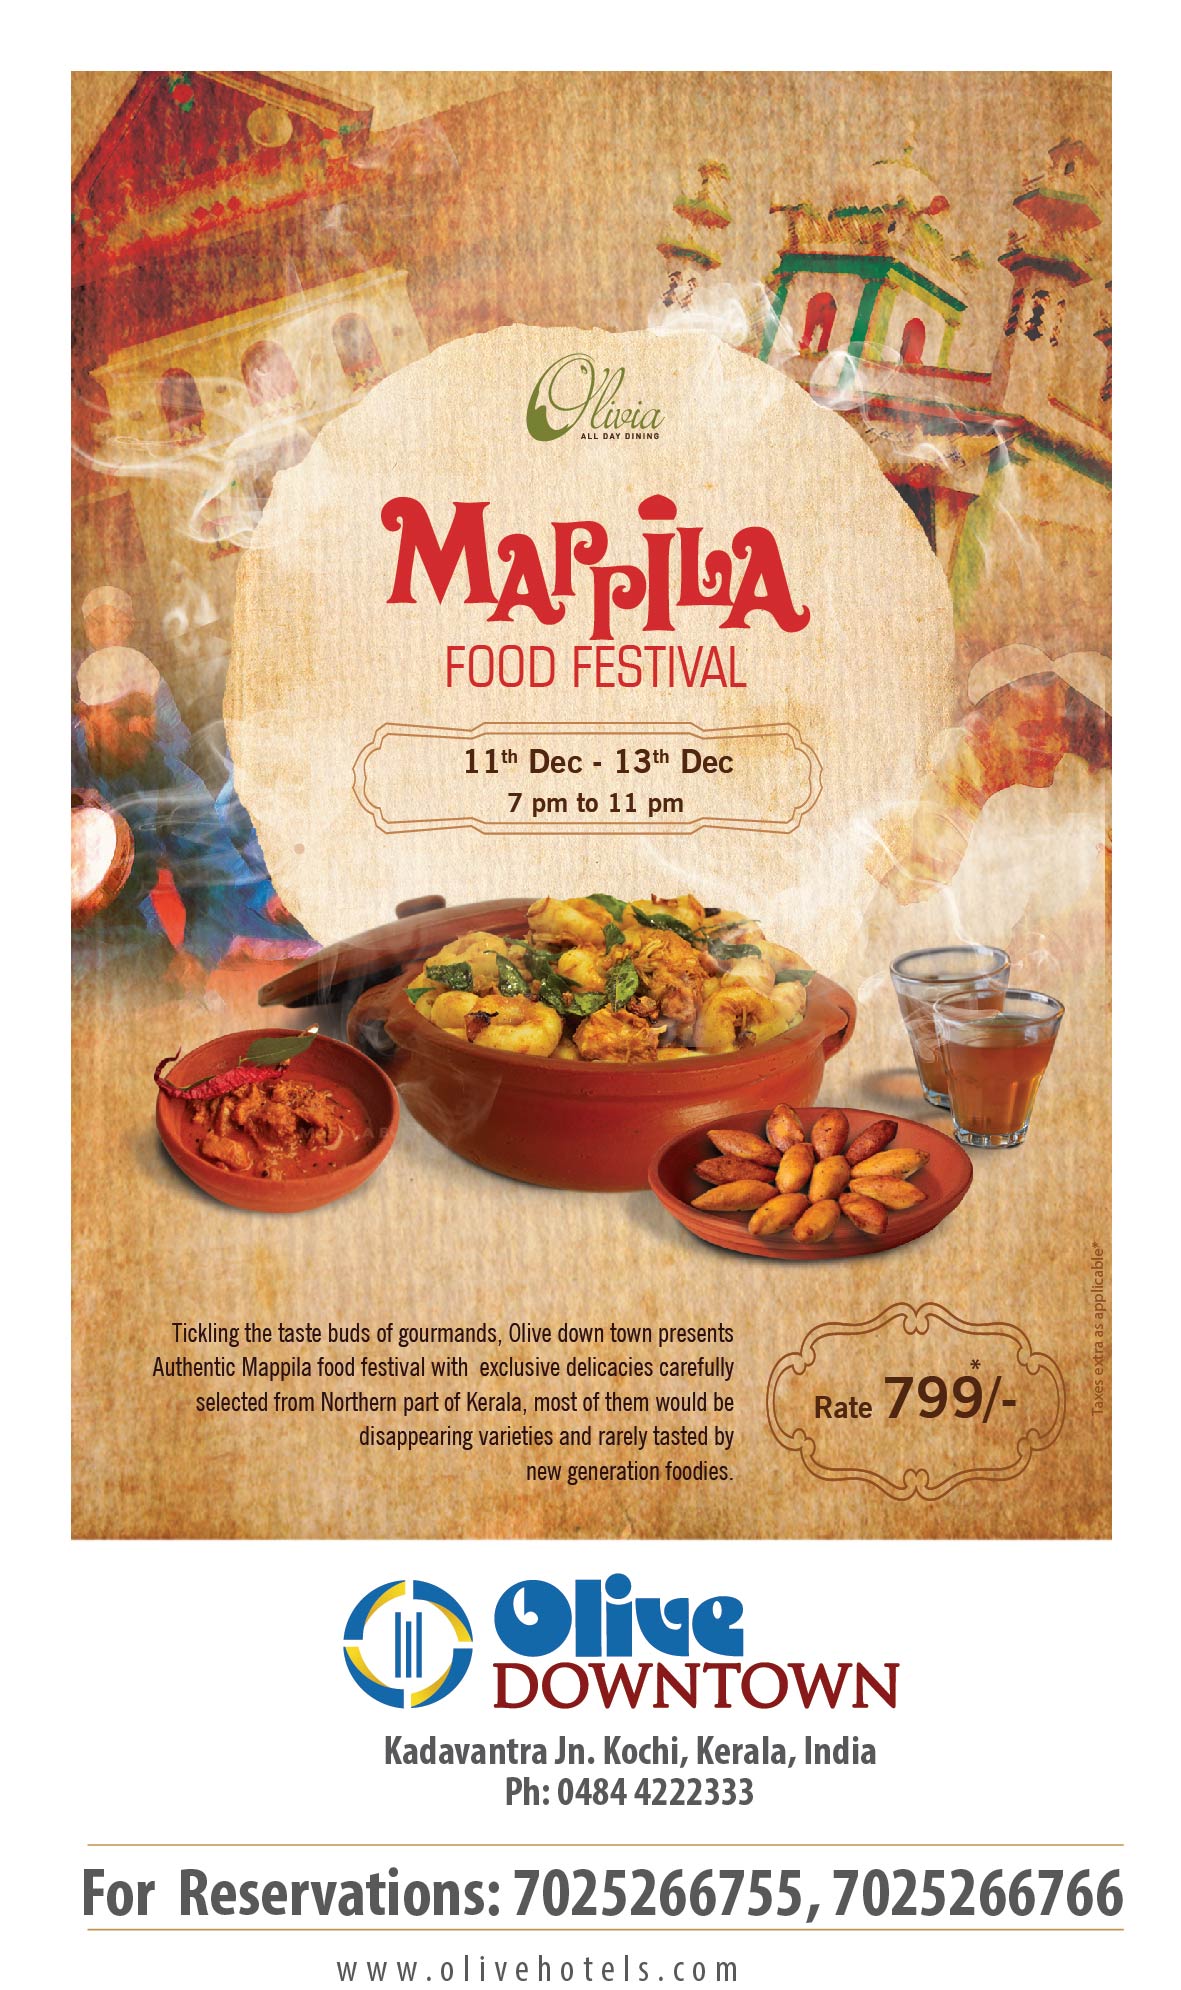 Olivia
ALL DAY DINING
MAPPILA
FOOD FESTIVAL
11th Dec - 13th Dec
7 pm to 11 pm
Tickling the taste buds of gourmands, Olive down town presents
Authentic Mappila food festival with exclusive delicacies carefully
selected from Northern part of Kerala, most of them would be
disappearing varieties and rarely tasted by
new generation foodies.
Rate 799/-*
Taxes extra as applicable*
Olive
DOWNTOWN
Kadavantra Jn. Kochi, Kerala, India
Ph: 0484 4222333
For Reservations: 7025266755, 7025266766
www.olivehotels.com